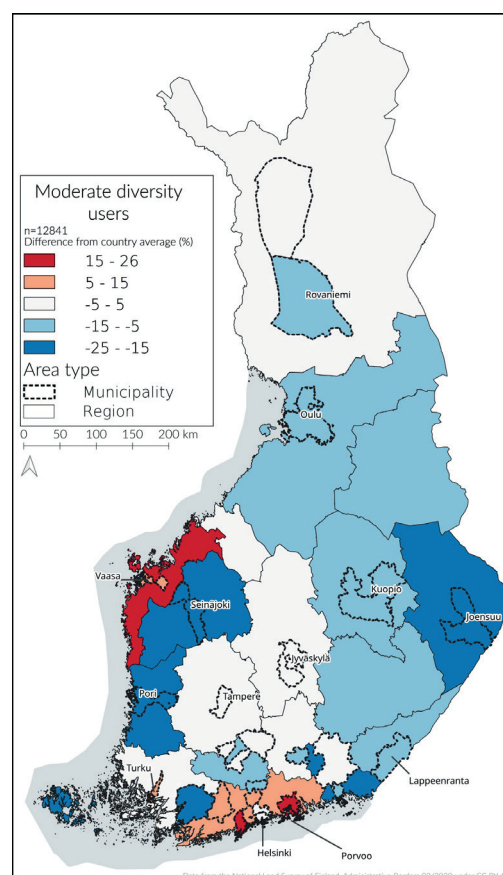 Moderate diversity
users
n=12841
Difference from country average (%)
15 - 26
5 - 15
-5 - 5
-15 - -5
-25 - -15
Area type
Municipality
Region
0 50 100 150 200 km
Rovaniemi
Oulu
Vaasa
Seinäjoki
Kuopio
Joensuu
Jyväskylä
Pori
Tampere
Turku
Lappeenranta
Helsinki
Porvoo